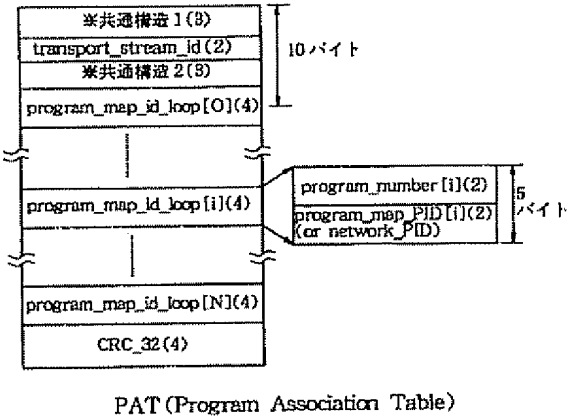 ※共通構造1(3)
transport_stream_id(2)
※共通構造2(3)
program_map_id_loop[0](4)
10バイト
program_map_id_loop[i](4)
program_number[i](2)
program_map_PID[i](2)
(or network_PID)
5
バイト
program_map_id_loop[N](4)
CRC_32(4)
PAT(Program Association Table)